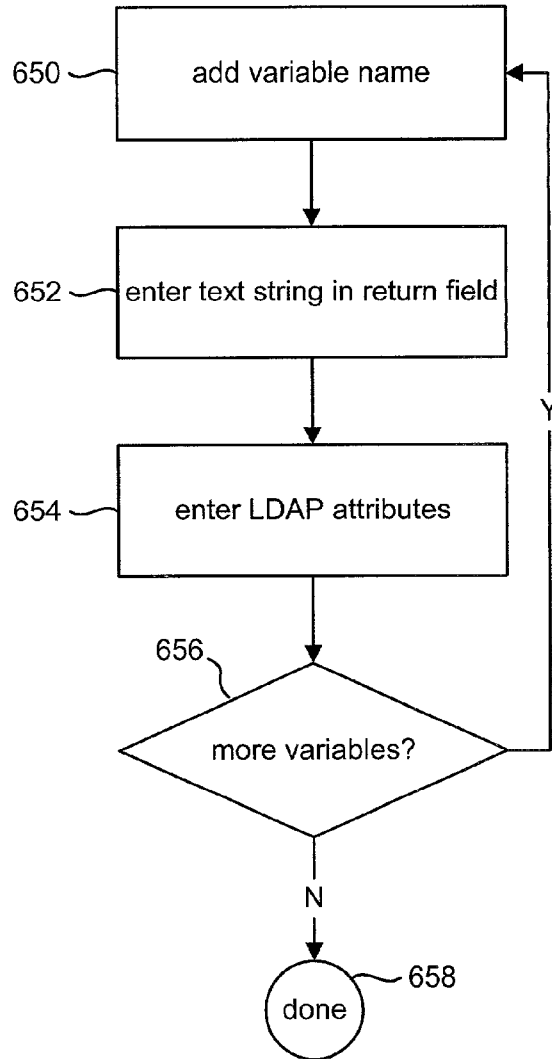 650
add variable name
652
enter text string in return field
654
enter LDAP attributes
656
more variables?
Y
N
658
done